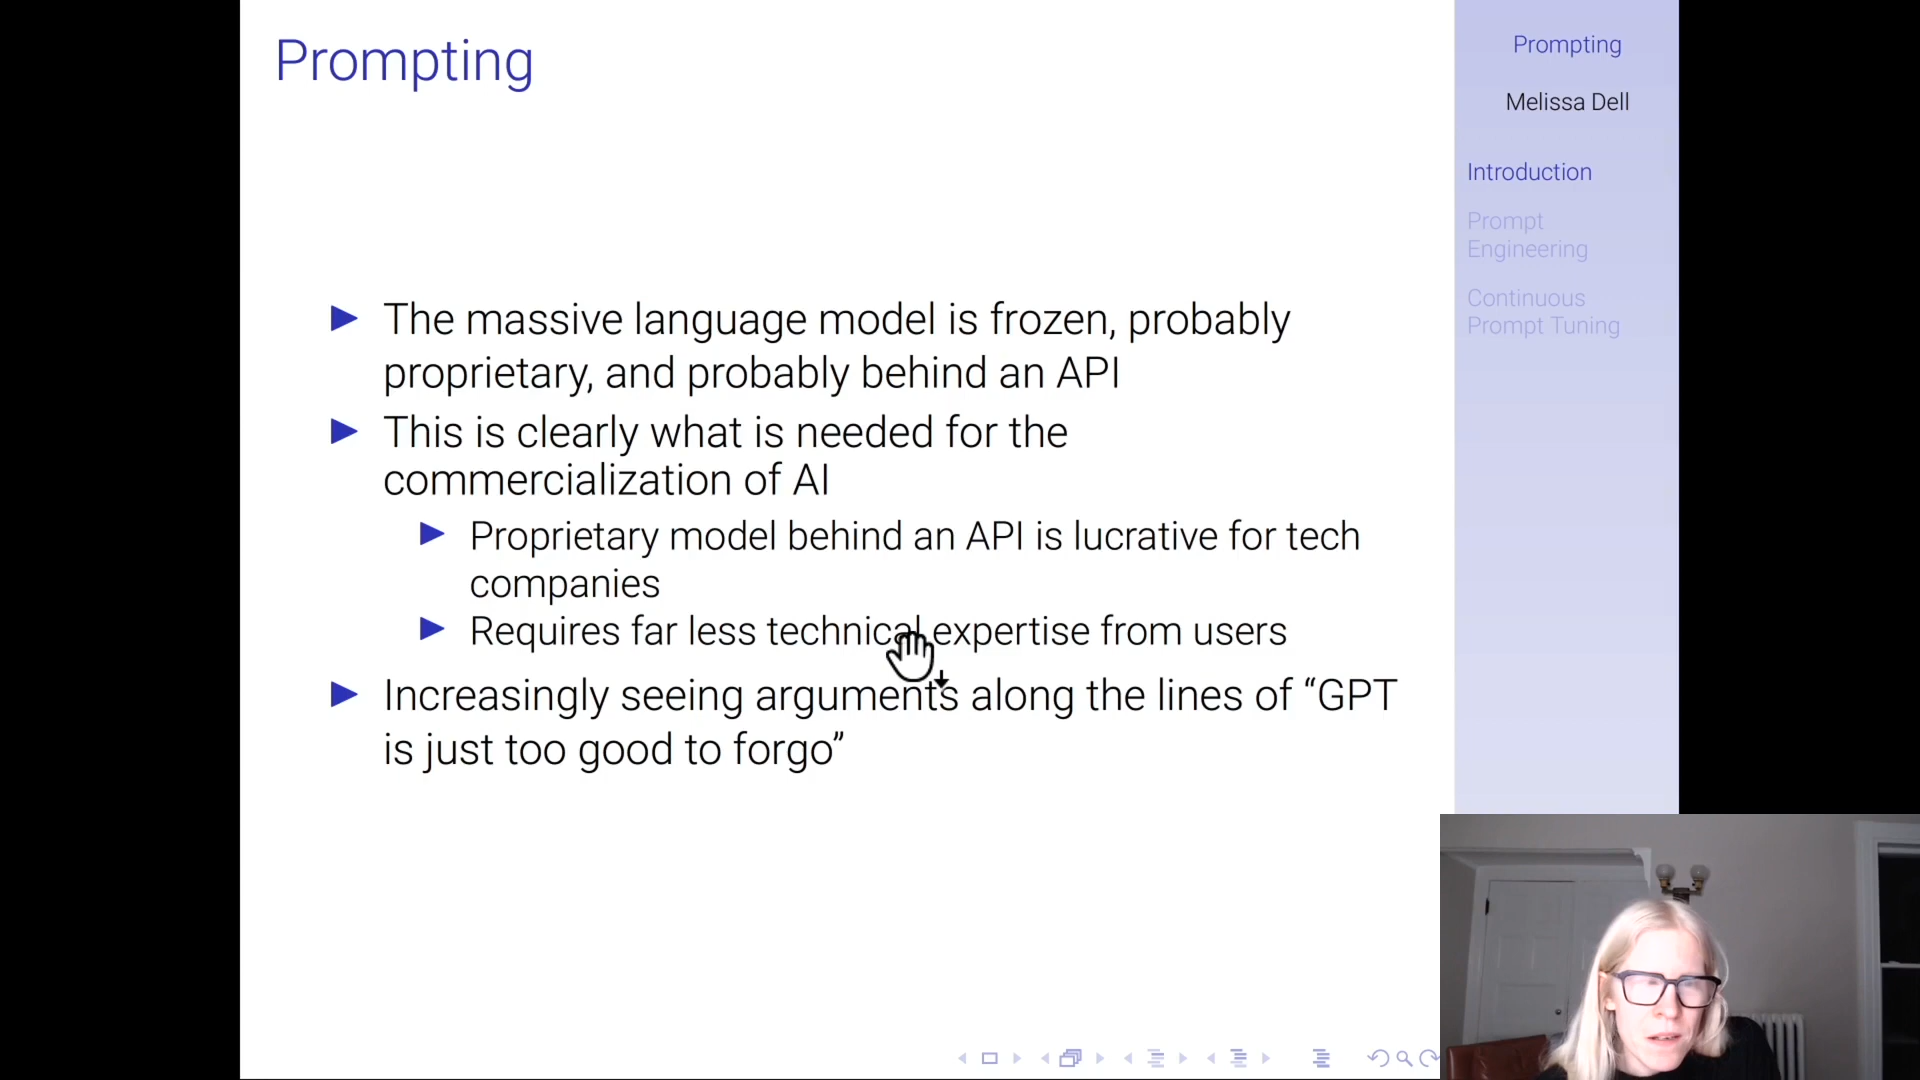 Prompting
The massive language model is frozen, probably
proprietary, and probably behind an API
This is clearly what is needed for the
commercialization of AI
Proprietary model behind an API is lucrative for tech
companies
Requires far less technical expertise from users
Increasingly seeing arguments along the lines of “GPT
is just too good to forgo”
Prompting
Melissa Dell
Introduction
Prompt
Engineering
Continuous
Prompt Tuning